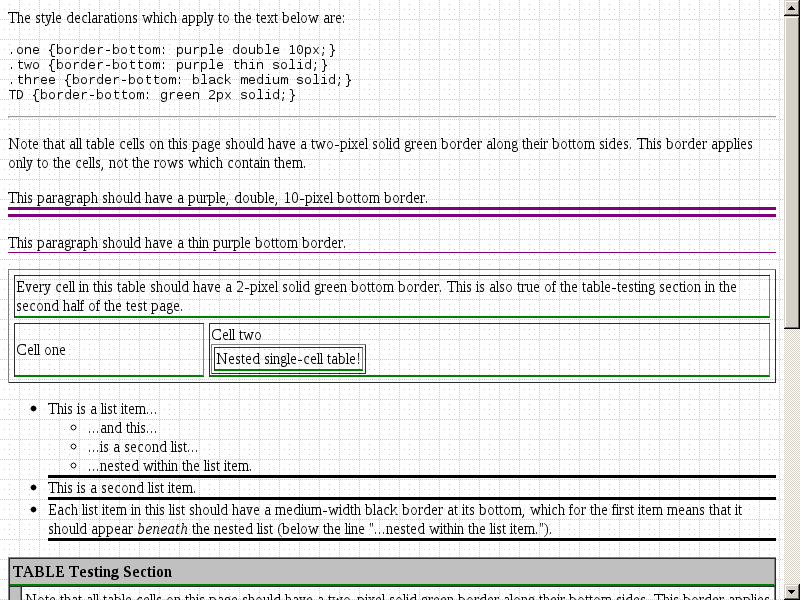 The style declarations which apply to the text below are:
.one {border-bottom: purple double 10px;}
.two {border-bottom: purple thin solid;}
.three {border-bottom: black medium solid;}
TD {border-bottom: green 2px solid;}
Note that all table cells on this page should have a two-pixel solid green border along their bottom sides. This border applies
only to the cells, not the rows which contain them.
This paragraph should have a purple, double, 10-pixel bottom border.
This paragraph should have a thin purple bottom border.
Every cell in this table should have a 2-pixel solid green bottom border. This is also true of the table-testing section in the
second half of the test page.
Cell one
Cell two
Nested single-cell table!
This is a list item...
...and this...
...is a second list...
...nested within the list item.
This is a second list item.
Each list item in this list should have a medium-width black border at its bottom, which for the first item means that it
should appear beneath the nested list (below the line "...nested within the list item.").
TABLE Testing Section
Note that all table cells on this page should have a two-pixel solid green border along their bottom sides. This border applies